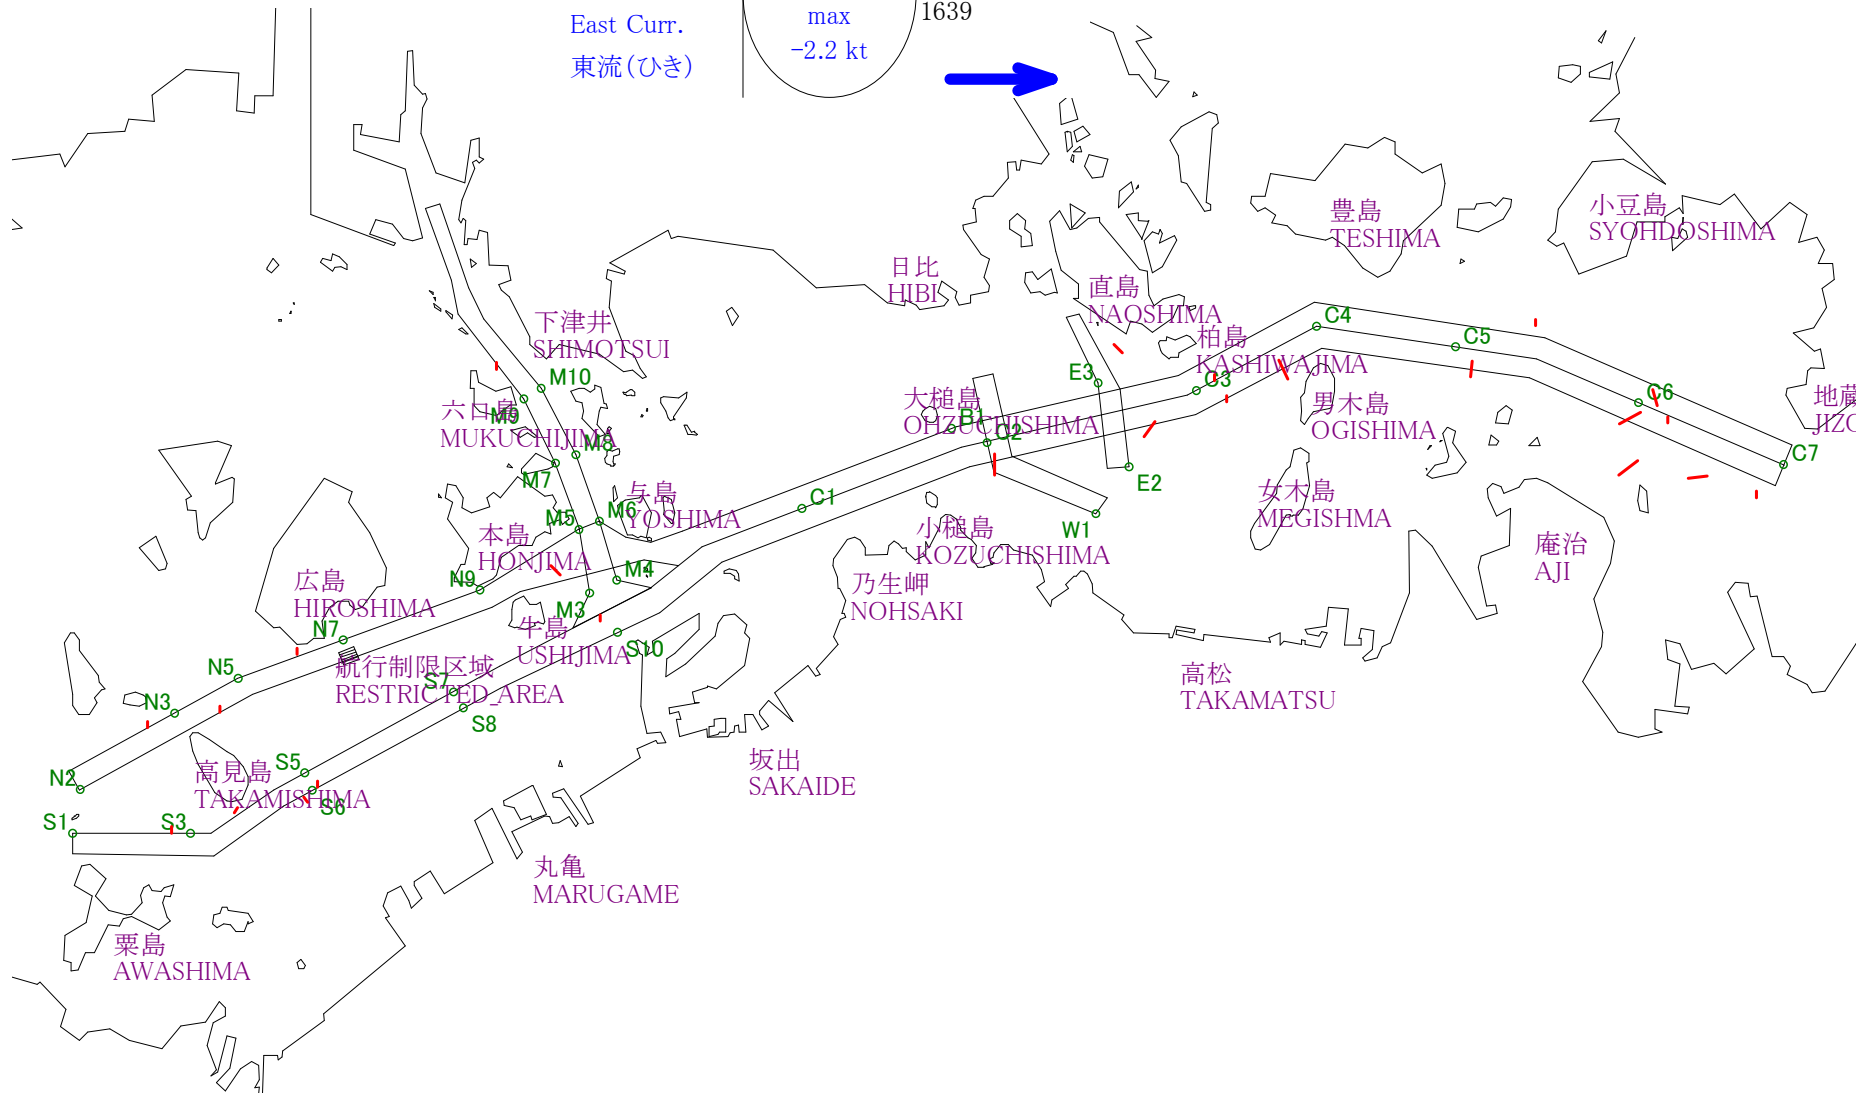 East Curr.
東流(ひき)
max
-2.2 kt
1639
豊島
TESHIMA
小豆島
SYOHDOSHIMA
日比
HIBI
直島
NAOSHIMA
下津井
SHIMOTSUI
柏島
KASHIWAJIMA
C4
C5
C6
C7
C3
E3
E2
M10
M9
六口島
MUKUCHIJIMA
M8
M7
大槌島
OHZUCHISHIMA
B1
C2
男木島
OGISHIMA
地蔵
JIZO
女木島
MEGISHMA
与島
YOSHIMA
M6
M5
C1
W1
小槌島
KOZUCHISHIMA
本島
HONJIMA
庵治
AJI
乃生岬
NOHSAKI
広島
HIROSHIMA
N9
M4
M3
N7
牛島
USHIJIMA
S10
N5
航行制限区域
RESTRICTED_AREA
S7
S8
N3
高松
TAKAMATSU
N2
高見島
TAKAMISHIMA
S5
S6
坂出
SAKAIDE
S1
S3
丸亀
MARUGAME
粟島
AWASHIMA